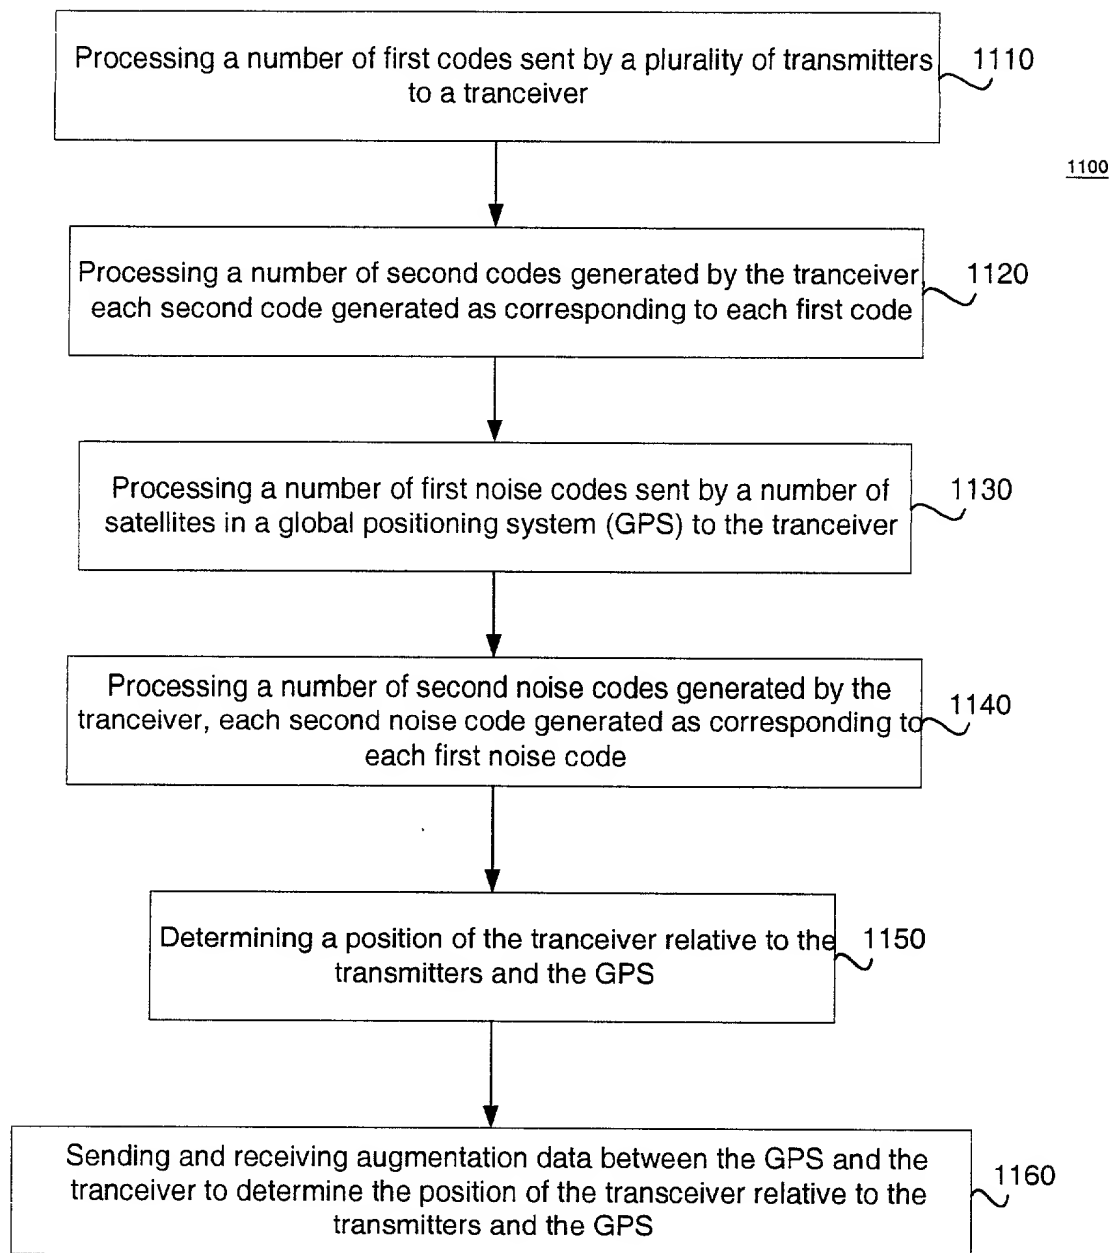 Processing a number of first codes sent by a plurality of transmitters
to a tranceiver
1110
1100
Processing a number of second codes generated by the tranceiver,
each second code generated as corresponding to each first code
1120
Processing a number of first noise codes sent by a number of
satellites in a global positioning system (GPS) to the tranceiver
1130
Processing a number of second noise codes generated by the
tranceiver, each second noise code generated as corresponding to
each first noise code
1140
Determining a position of the tranceiver relative to the
transmitters and the GPS
1150
Sending and receiving augmentation data between the GPS and the
tranceiver to determine the position of the transceiver relative to the
transmitters and the GPS
1160